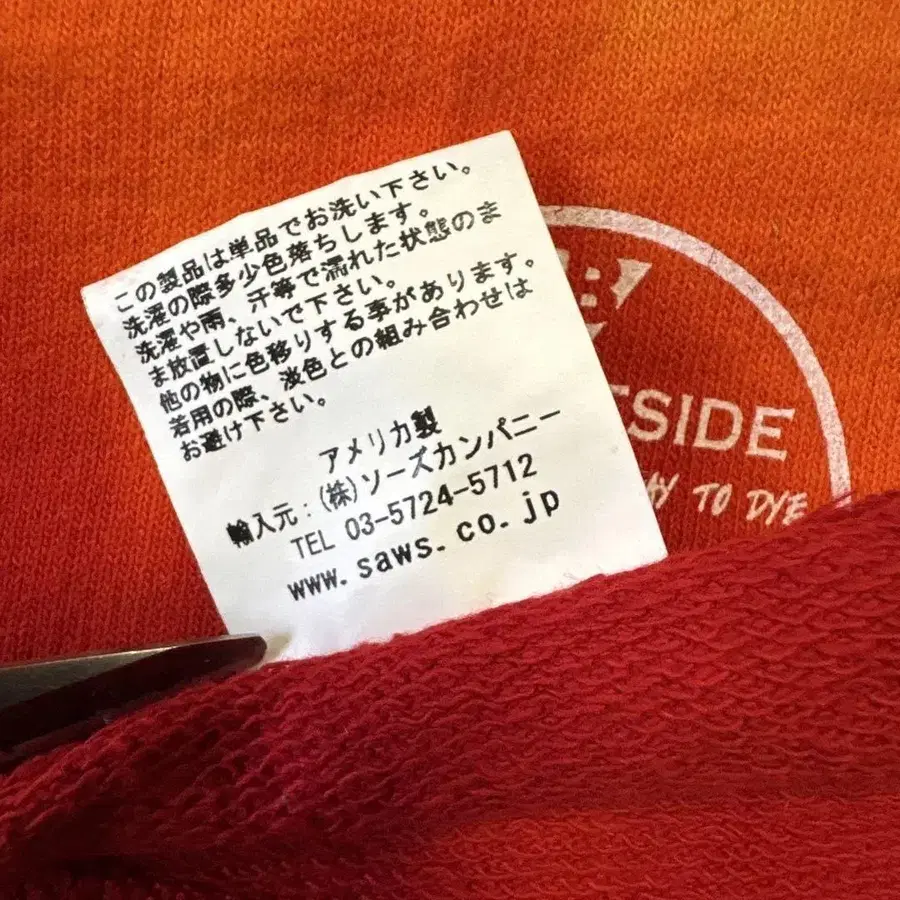 この製品は単品でお洗い下さい。
洗濯の際多少色落ちします。
洗濯や雨、汗等で濡れた状態のま
ま放置しないで下さい。
他の物に色移りする事があります。
着用の際、淡色との組み合わせは
お避け下さい。
アメリカ製
輸入元：(株)ソーズカンパニー
TEL 03-5724-5712
www.saws.co.jp
SIDE
TO DYE